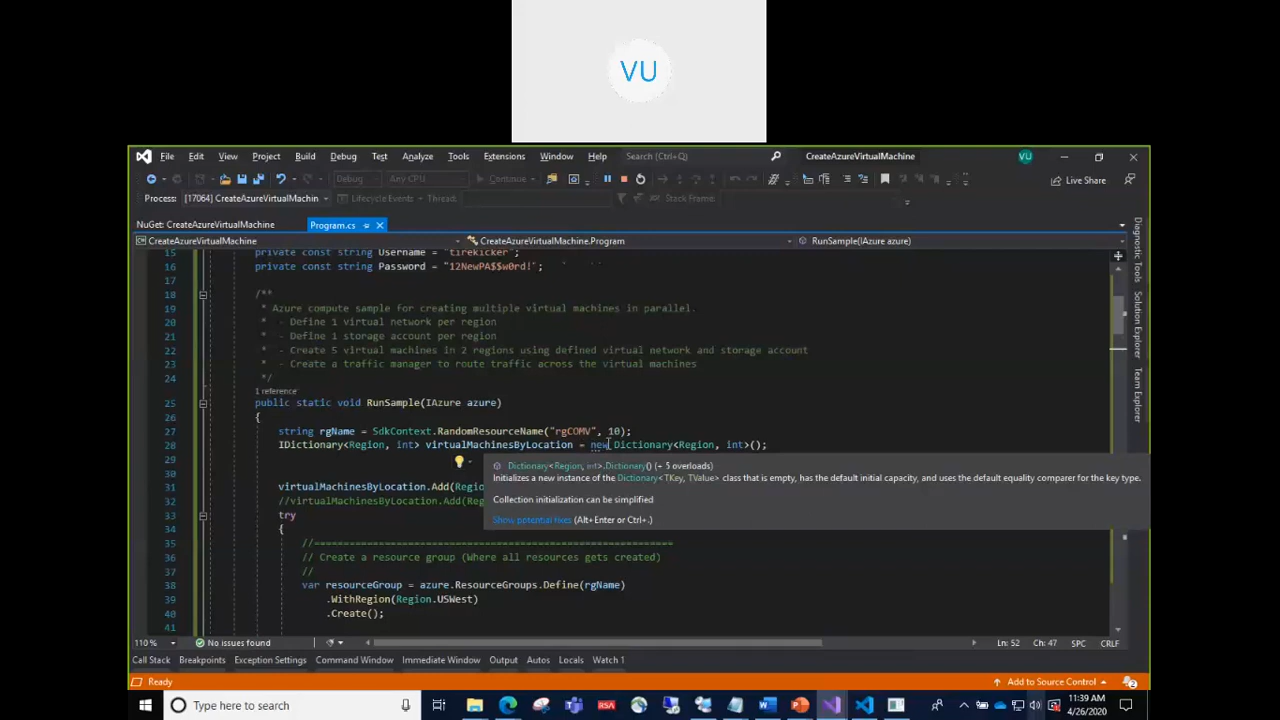 VU
File Edit View Project Build Debug Test Analyze Tools Extensions Window Help Search (Ctrl+Q) CreateAzureVirtualMachine VU
Debug Any CPU Continue Live Share
Process: [17064] CreateAzureVirtualMachin Lifecycle Events Thread: Stack Frame:
NuGet: CreateAzureVirtualMachine Program.cs
CreateAzureVirtualMachine CreateAzureVirtualMachine.Program RunSample(IAzure azure)
15 private const string Username = "tirekicker";
16 private const string Password = "12NewPA$$w0rd!";
17
18 /**
19 * Azure compute sample for creating multiple virtual machines in parallel.
20 * - Define 1 virtual network per region
21 * - Define 1 storage account per region
22 * - Create 5 virtual machines in 2 regions using defined virtual network and storage account
23 * - Create a traffic manager to route traffic across the virtual machines
24 */
1 reference
25 public static void RunSample(IAzure azure)
26 {
27 string rgName = SdkContext.RandomResourceName("rgCOMV", 10);
28 IDictionary<Region, int> virtualMachinesByLocation = new Dictionary<Region, int>();
Dictionary<Region, int>.Dictionary() (+ 5 overloads)
30 Initializes a new instance of the Dictionary<TKey, TValue> class that is empty, has the default initial capacity, and uses the default equality comparer for the key type.
31 virtualMachinesByLocation.Add(Regio
Collection initialization can be simplified
32 //virtualMachinesByLocation.Add(Reg
33 try
Show potential fixes (Alt+Enter or Ctrl+.)
34 {
35 //=============================================================
36 // Create a resource group (Where all resources gets created)
37 //
38 var resourceGroup = azure.ResourceGroups.Define(rgName)
39 .WithRegion(Region.USWest)
40 .Create();
41
Diagnostic Tools
Solution Explorer
Team Explorer
110 % No issues found Ln: 52 Ch: 47 SPC CRLF
Call Stack Breakpoints Exception Settings Command Window Immediate Window Output Autos Locals Watch 1
Ready Add to Source Control 2
Type here to search RSA 11:39 AM
4/26/2020